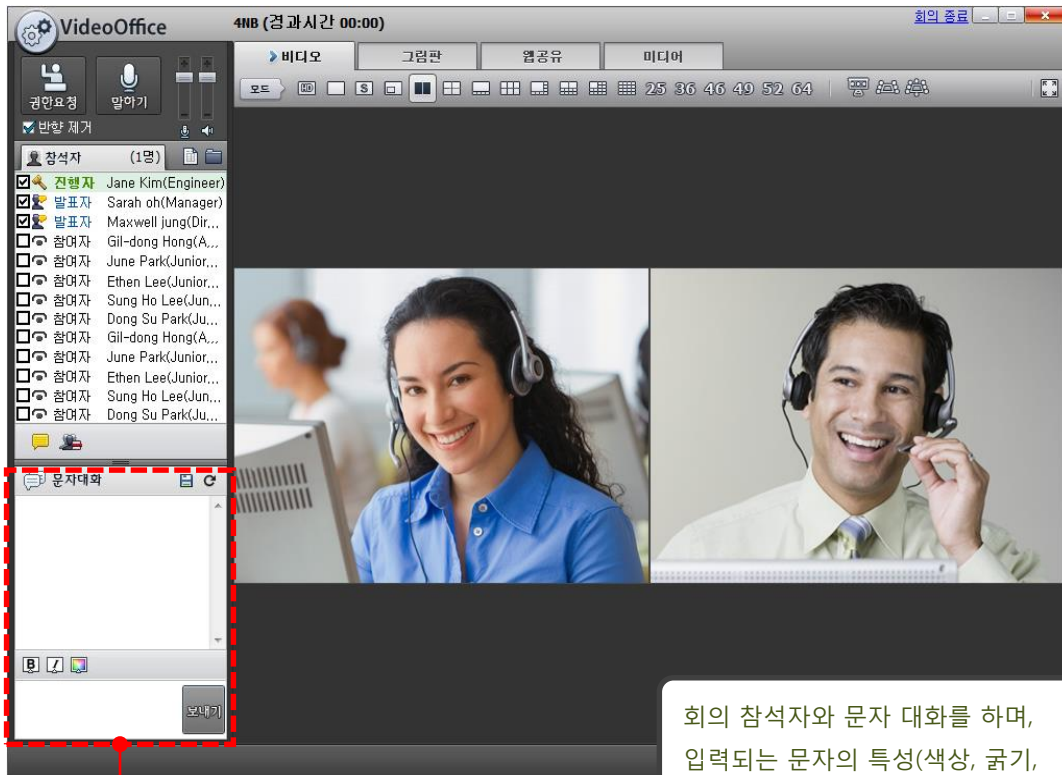 VideoOffice
4NB (경과시간 00:00)
회의 종료
비디오
그림판
웹공유
미디어
권한요청
말하기
반향 제거
모드
S
25 36 46 49 52 64
참석자 (1명)
진행자 Jane Kim(Engineer)
발표자 Sarah oh(Manager)
발표자 Maxwell jung(Dir...
참여자 Gil-dong Hong(A...
참여자 June Park(Junior...
참여자 Ethen Lee(Junior...
참여자 Sung Ho Lee(Jun...
참여자 Dong Su Park(Ju...
참여자 Gil-dong Hong(A...
참여자 June Park(Junior...
참여자 Ethen Lee(Junior...
참여자 Sung Ho Lee(Jun...
참여자 Dong Su Park(Ju...
문자대화
B I
보내기
회의 참석자와 문자 대화를 하며,
입력되는 문자의 특성(색상, 굵기,